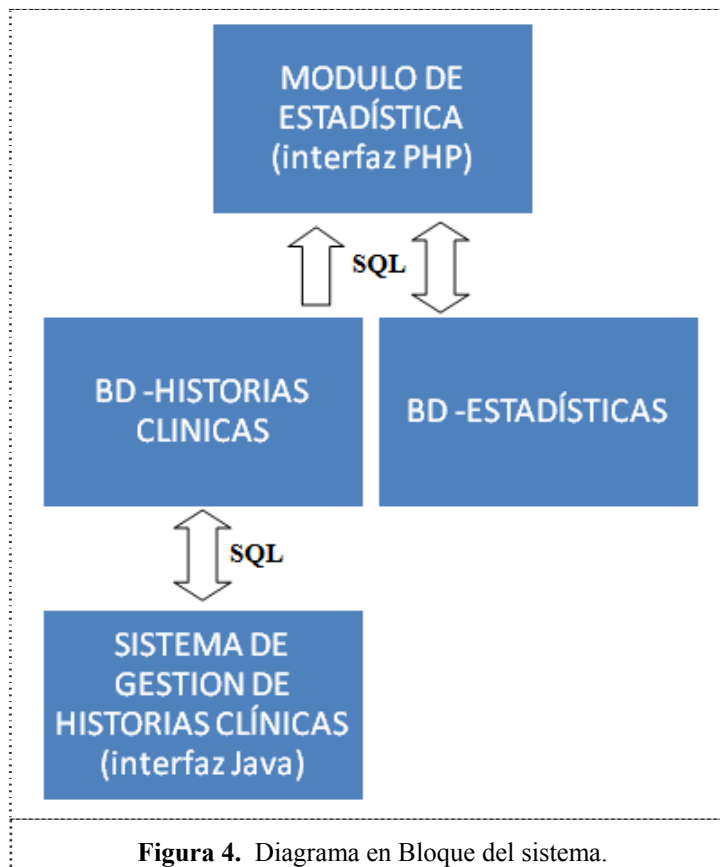 MODULO DE
ESTADÍSTICA
(interfaz PHP)
SQL
BD -HISTORIAS
CLINICAS
BD -ESTADÍSTICAS
SQL
SISTEMA DE
GESTION DE
HISTORIAS CLÍNICAS
(interfaz Java)
Figura 4. Diagrama en Bloque del sistema.